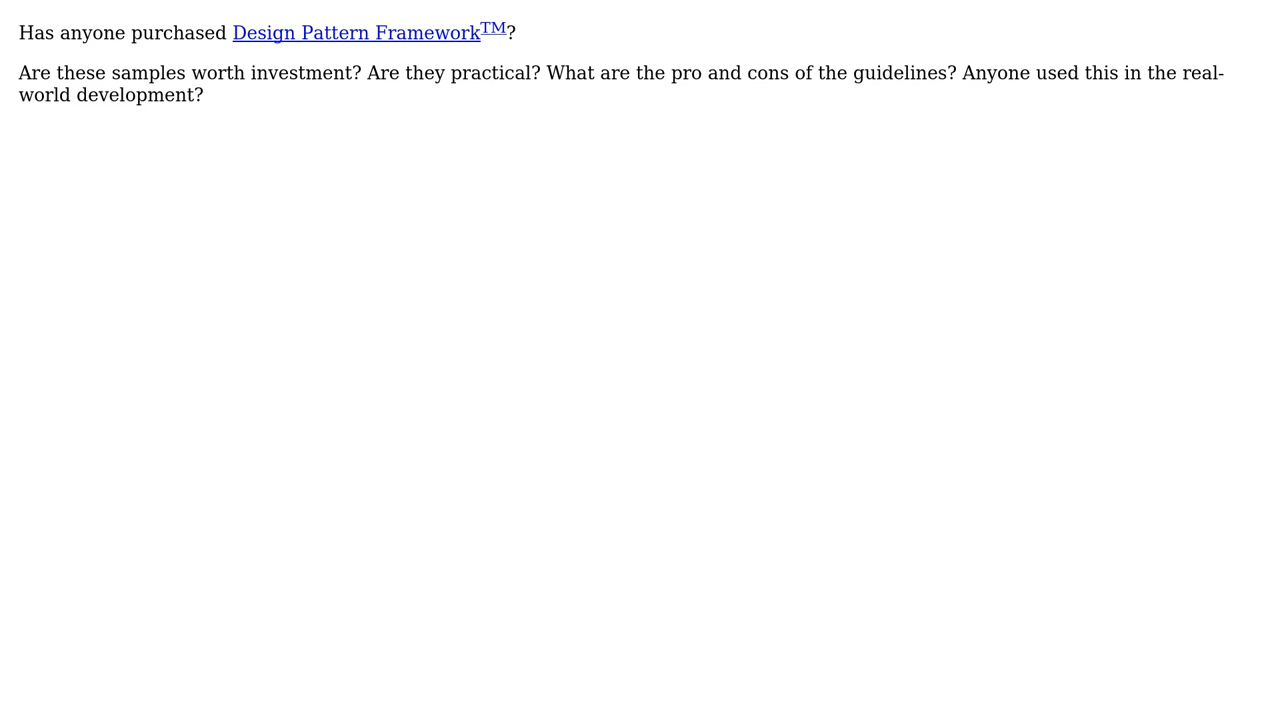 Has anyone purchased Design Pattern Framework™?
Are these samples worth investment? Are they practical? What are the pro and cons of the guidelines? Anyone used this in the real-
world development?